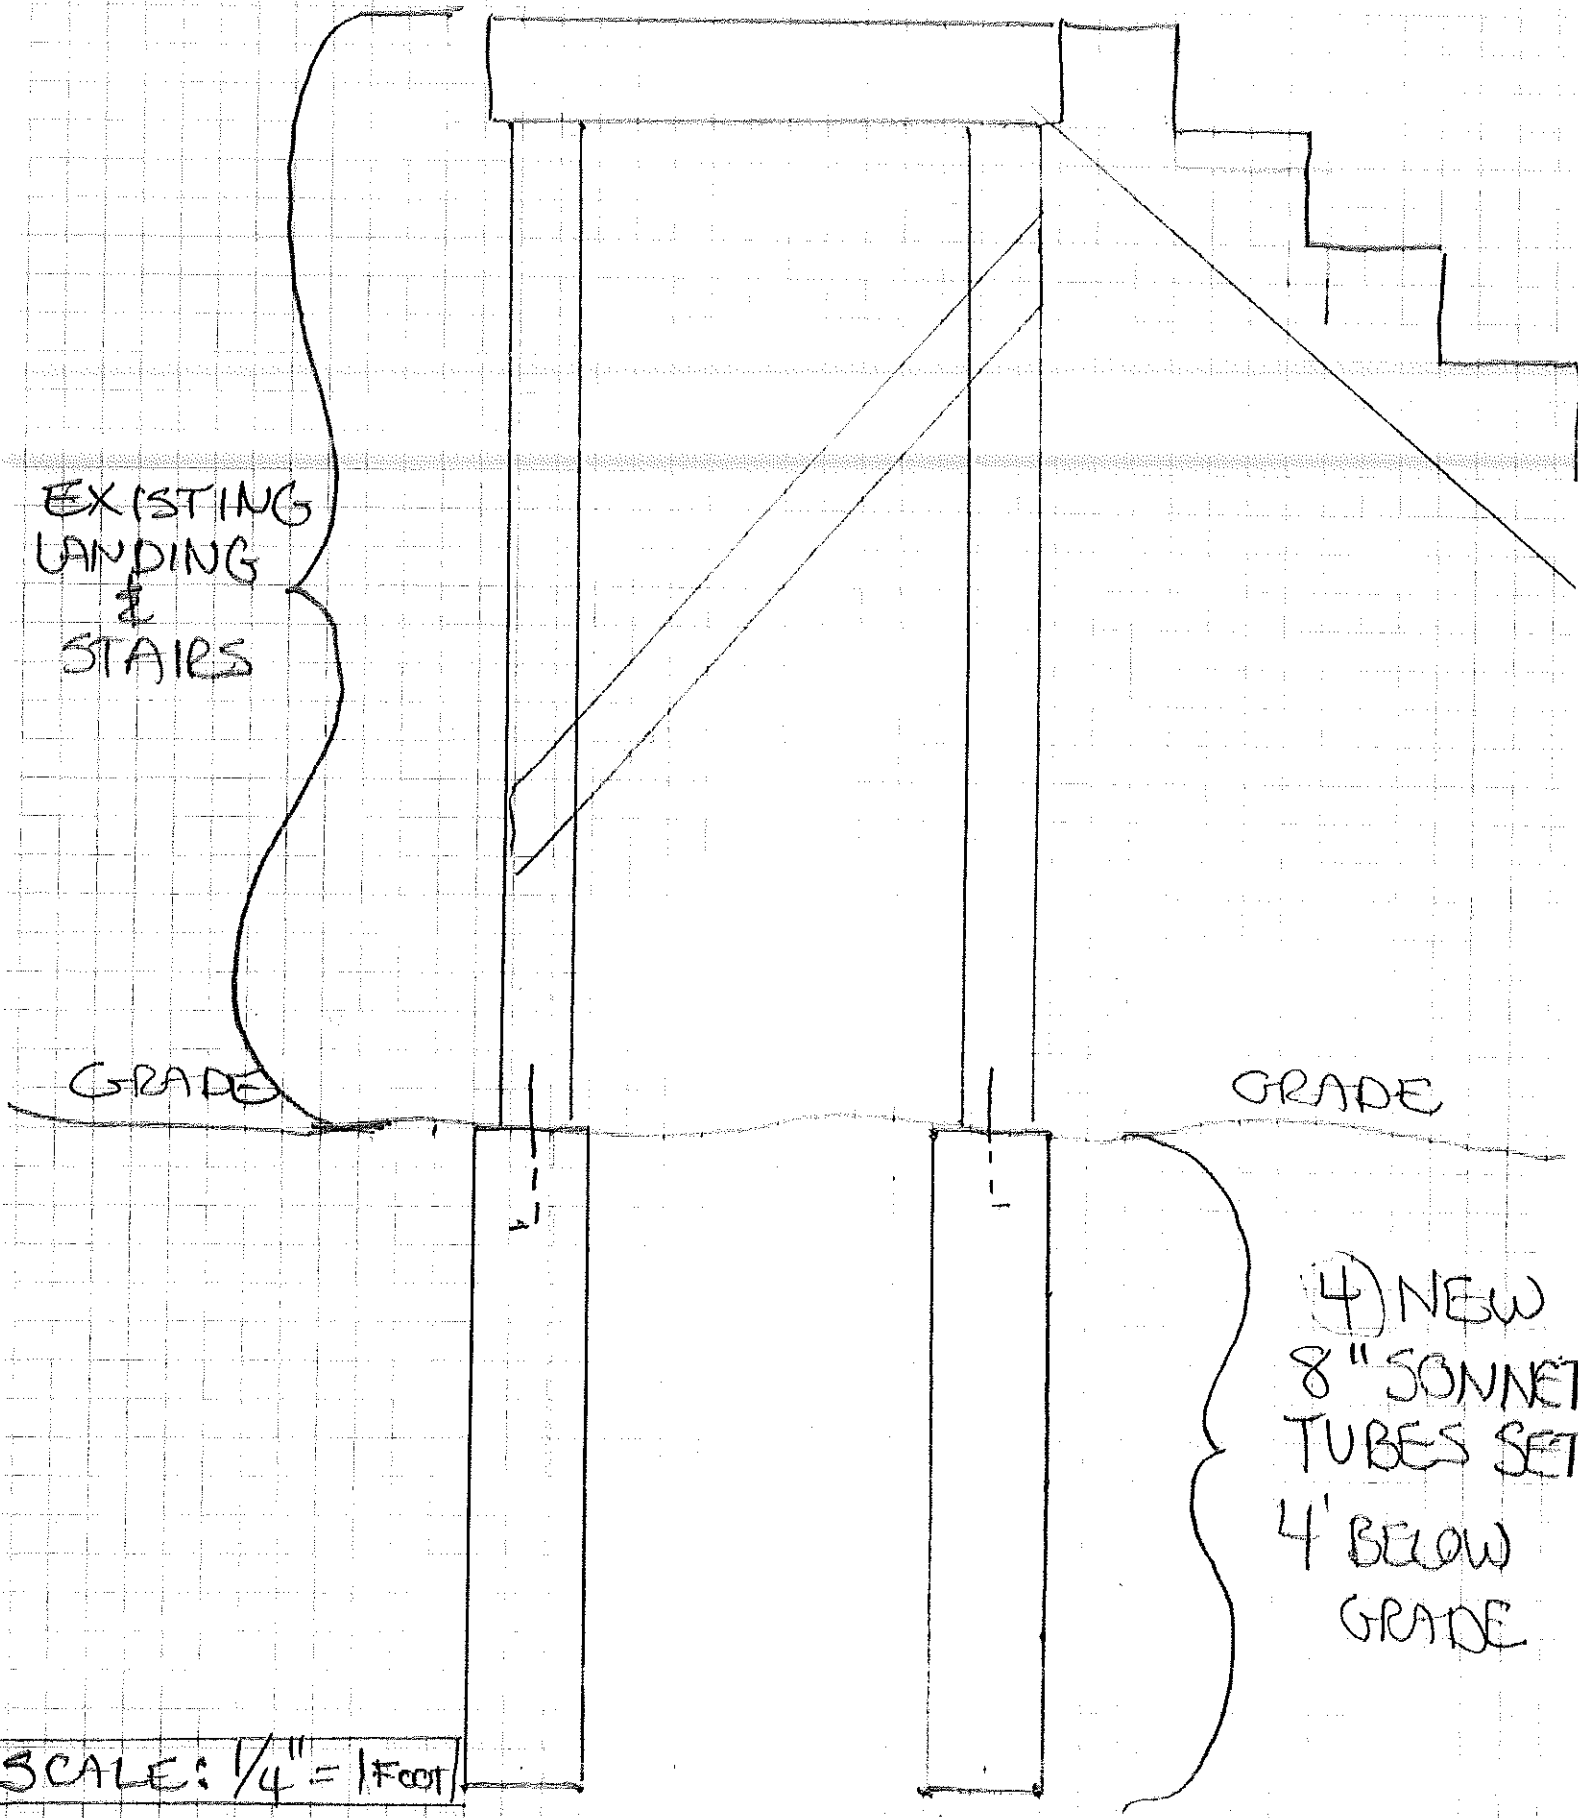 EXISTING
LANDING
&
STAIRS
GRADE
GRADE
4) NEW
8" SONNET
TUBES SET
4' BELOW
GRADE
SCALE: 1/4" = 1 FOOT